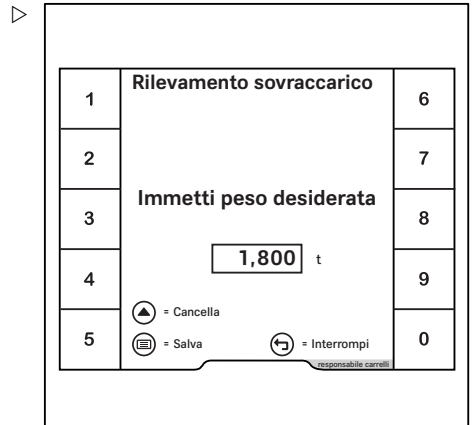 Rilevamento sovraccarico
1
6
2
7
Immetti peso desiderata
3
8
1,800 t
4
9
= Cancella
5
= Salva
= Interrompi
0
responsabile carrelli